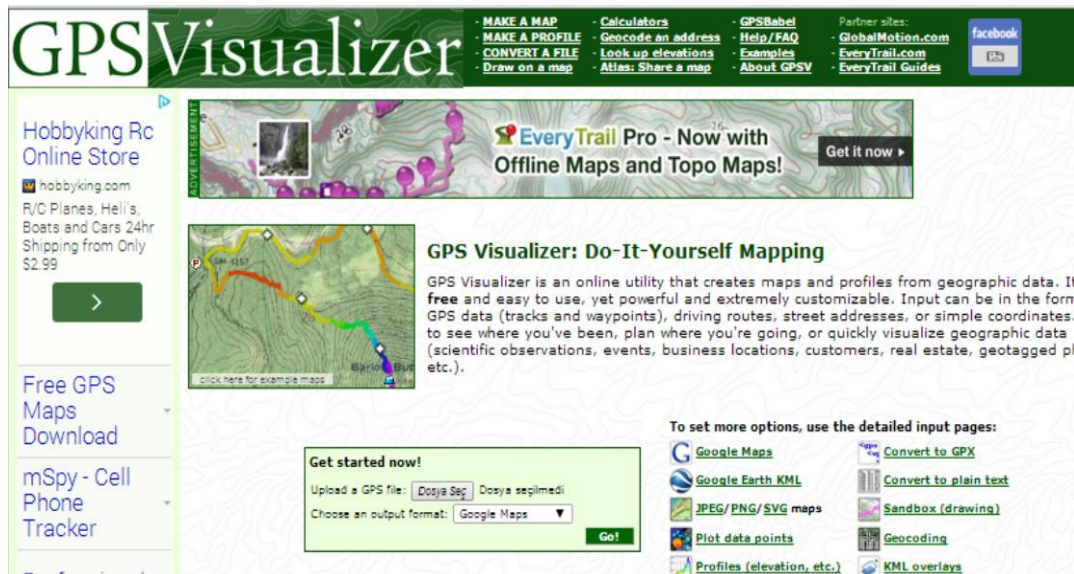 GPSVisualizer
- MAKE A MAP
- MAKE A PROFILE
- CONVERT A FILE
- Draw on a map
- Calculators
- Geocode an address
- Look up elevations
- Atlas: Share a map
- GPSBabel
- Help/FAQ
- Examples
- About GPSV
Partner sites:
- GlobalMotion.com
- EveryTrail.com
- EveryTrail Guides
facebook
Hobbyking Rc
Online Store
hobbyking.com
R/C Planes, Heli's,
Boats and Cars 24hr
Shipping from Only
$2.99
Free GPS
Maps
Download
mSpy - Cell
Phone
Tracker
ADVERTISEMENT
EveryTrail Pro - Now with
Offline Maps and Topo Maps!
Get it now
click here for example maps
GPS Visualizer: Do-It-Yourself Mapping
GPS Visualizer is an online utility that creates maps and profiles from geographic data. It
free and easy to use, yet powerful and extremely customizable. Input can be in the form
GPS data (tracks and waypoints), driving routes, street addresses, or simple coordinates.
to see where you've been, plan where you're going, or quickly visualize geographic data
(scientific observations, events, business locations, customers, real estate, geotagged
etc.).
Get started now!
Upload a GPS file: Dosya Seç Dosya seçilmedi
Choose an output format: Google Maps
Go!
To set more options, use the detailed input pages:
Google Maps
Google Earth KML
JPEG/PNG/SVG maps
Plot data points
Profiles (elevation, etc.)
Convert to GPX
Convert to plain text
Sandbox (drawing)
Geocoding
KML overlays